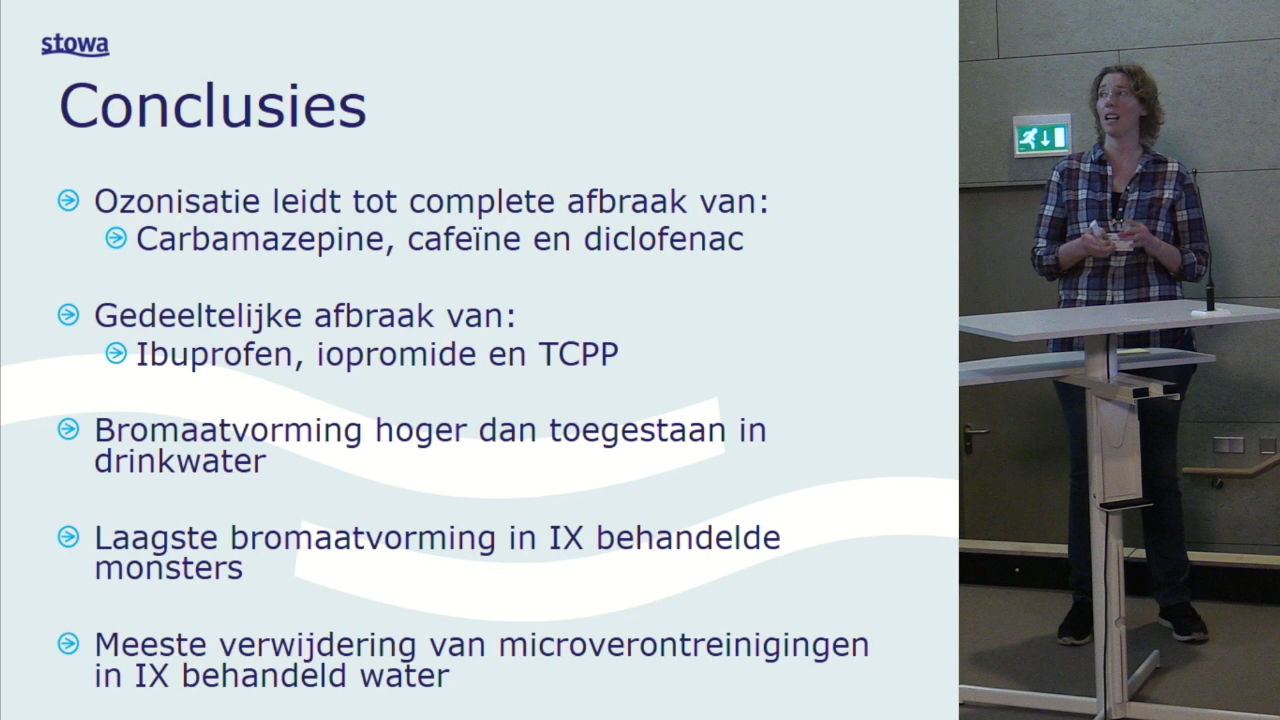 stowa
Conclusies
Ozonisatie leidt tot complete afbraak van:
Carbamazepine, cafeïne en diclofenac
Gedeeltelijke afbraak van:
Ibuprofen, iopromide en TCPP
Bromaatvorming hoger dan toegestaan in
drinkwater
Laagste bromaatvorming in IX behandelde
monsters
Meeste verwijdering van microverontreinigingen
in IX behandeld water